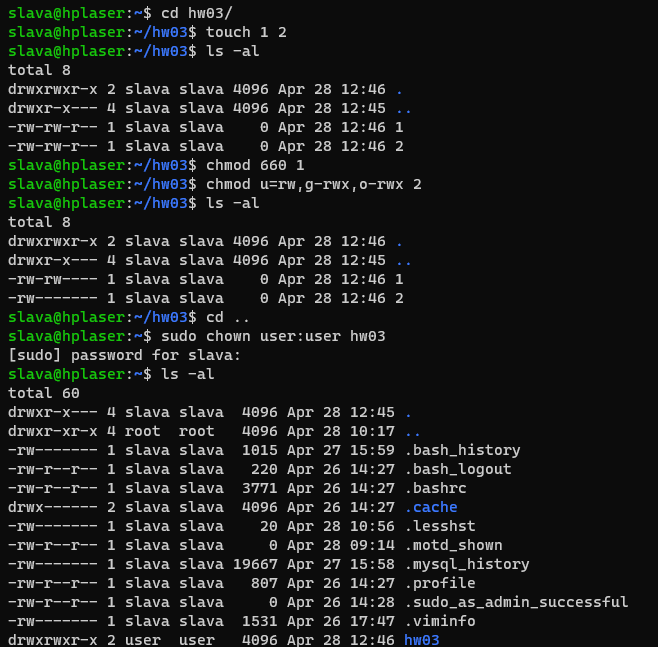 slava@hplaser:~$ cd hw03/
slava@hplaser:~/hw03$ touch 1 2
slava@hplaser:~/hw03$ ls -al
total 8
drwxrwxr-x 2 slava slava 4096 Apr 28 12:46 .
drwxr-x--- 4 slava slava 4096 Apr 28 12:45 ..
-rw-rw-r-- 1 slava slava    0 Apr 28 12:46 1
-rw-rw-r-- 1 slava slava    0 Apr 28 12:46 2
slava@hplaser:~/hw03$ chmod 660 1
slava@hplaser:~/hw03$ chmod u=rw,g-rwx,o-rwx 2
slava@hplaser:~/hw03$ ls -al
total 8
drwxrwxr-x 2 slava slava 4096 Apr 28 12:46 .
drwxr-x--- 4 slava slava 4096 Apr 28 12:45 ..
-rw-rw---- 1 slava slava    0 Apr 28 12:46 1
-rw------- 1 slava slava    0 Apr 28 12:46 2
slava@hplaser:~/hw03$ cd ..
slava@hplaser:~$ sudo chown user:user hw03
[sudo] password for slava:
slava@hplaser:~$ ls -al
total 60
drwxr-x--- 4 slava slava  4096 Apr 28 12:45 .
drwxr-xr-x 4 root  root   4096 Apr 28 10:17 ..
-rw------- 1 slava slava  1015 Apr 27 15:59 .bash_history
-rw-r--r-- 1 slava slava   220 Apr 26 14:27 .bash_logout
-rw-r--r-- 1 slava slava  3771 Apr 26 14:27 .bashrc
drwx------ 2 slava slava  4096 Apr 26 14:27 .cache
-rw------- 1 slava slava    20 Apr 28 10:56 .lesshst
-rw-r--r-- 1 slava slava     0 Apr 28 09:14 .motd_shown
-rw------- 1 slava slava 19667 Apr 27 15:58 .mysql_history
-rw-r--r-- 1 slava slava   807 Apr 26 14:27 .profile
-rw-r--r-- 1 slava slava     0 Apr 26 14:28 .sudo_as_admin_successful
-rw------- 1 slava slava  1531 Apr 26 17:47 .viminfo
drwxrwxr-x 2 user  user   4096 Apr 28 12:46 hw03